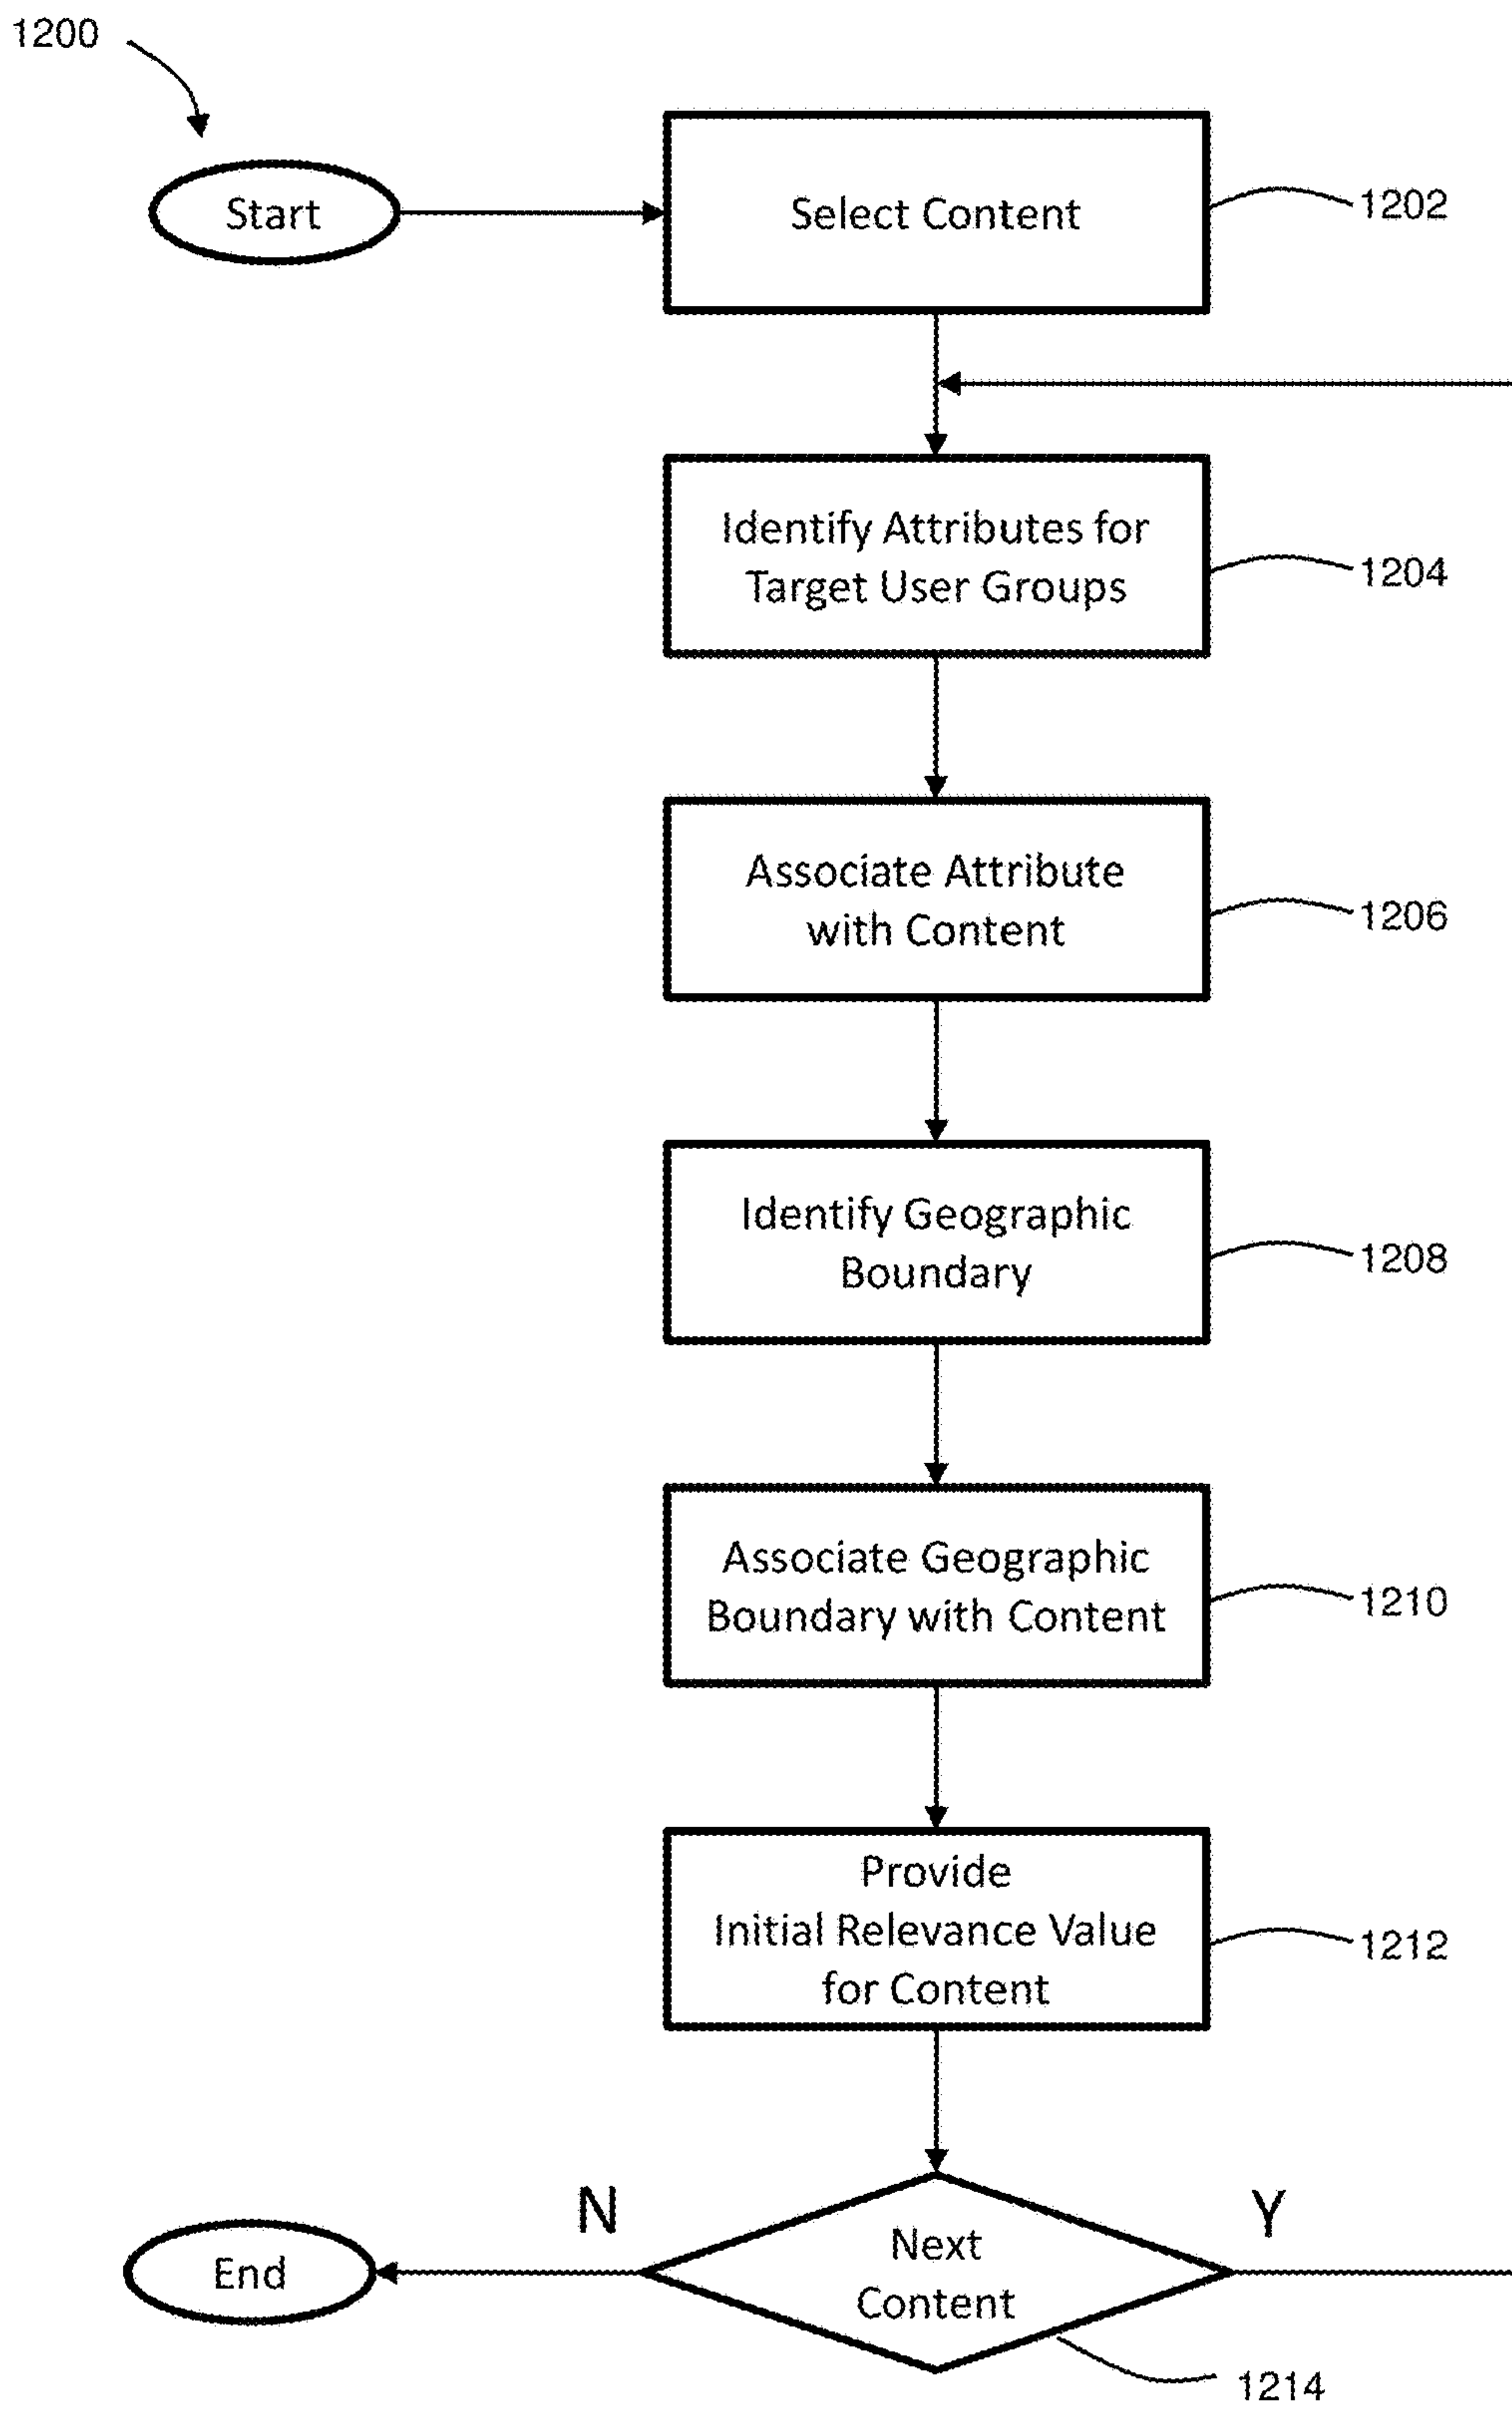 1200
Start
Select Content
1202
Identify Attributes for
Target User Groups
1204
Associate Attribute
with Content
1206
Identify Geographic
Boundary
1208
Associate Geographic
Boundary with Content
1210
Provide
Initial Relevance Value
for Content
1212
N
Y
Next
Content
End
1214